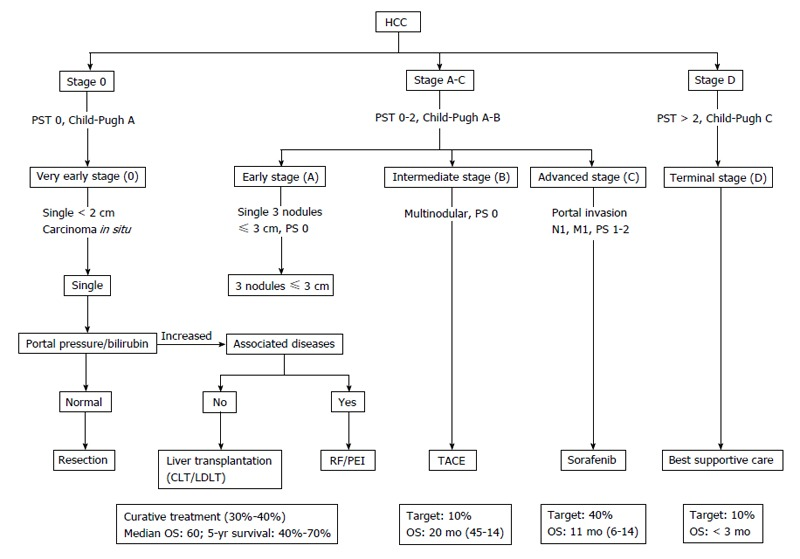 HCC
Stage 0
Stage A-C
Stage D
PST 0, Child-Pugh A
PST 0-2, Child-Pugh A-B
PST > 2, Child-Pugh C
Very early stage (0)
Early stage (A)
Intermediate stage (B)
Advanced stage (C)
Terminal stage (D)
Single < 2 cm
Carcinoma in situ
Single 3 nodules
≤ 3 cm, PS 0
Multinodular, PS 0
Portal invasion
N1, M1, PS 1-2
Single
3 nodules ≤ 3 cm
Portal pressure/bilirubin
Increased
Associated diseases
Normal
No
Yes
Resection
Liver transplantation
(CLT/LDLT)
RF/PEI
TACE
Sorafenib
Best supportive care
Curative treatment (30%-40%)
Median OS: 60; 5-yr survival: 40%-70%
Target: 10%
OS: 20 mo (45-14)
Target: 40%
OS: 11 mo (6-14)
Target: 10%
OS: < 3 mo